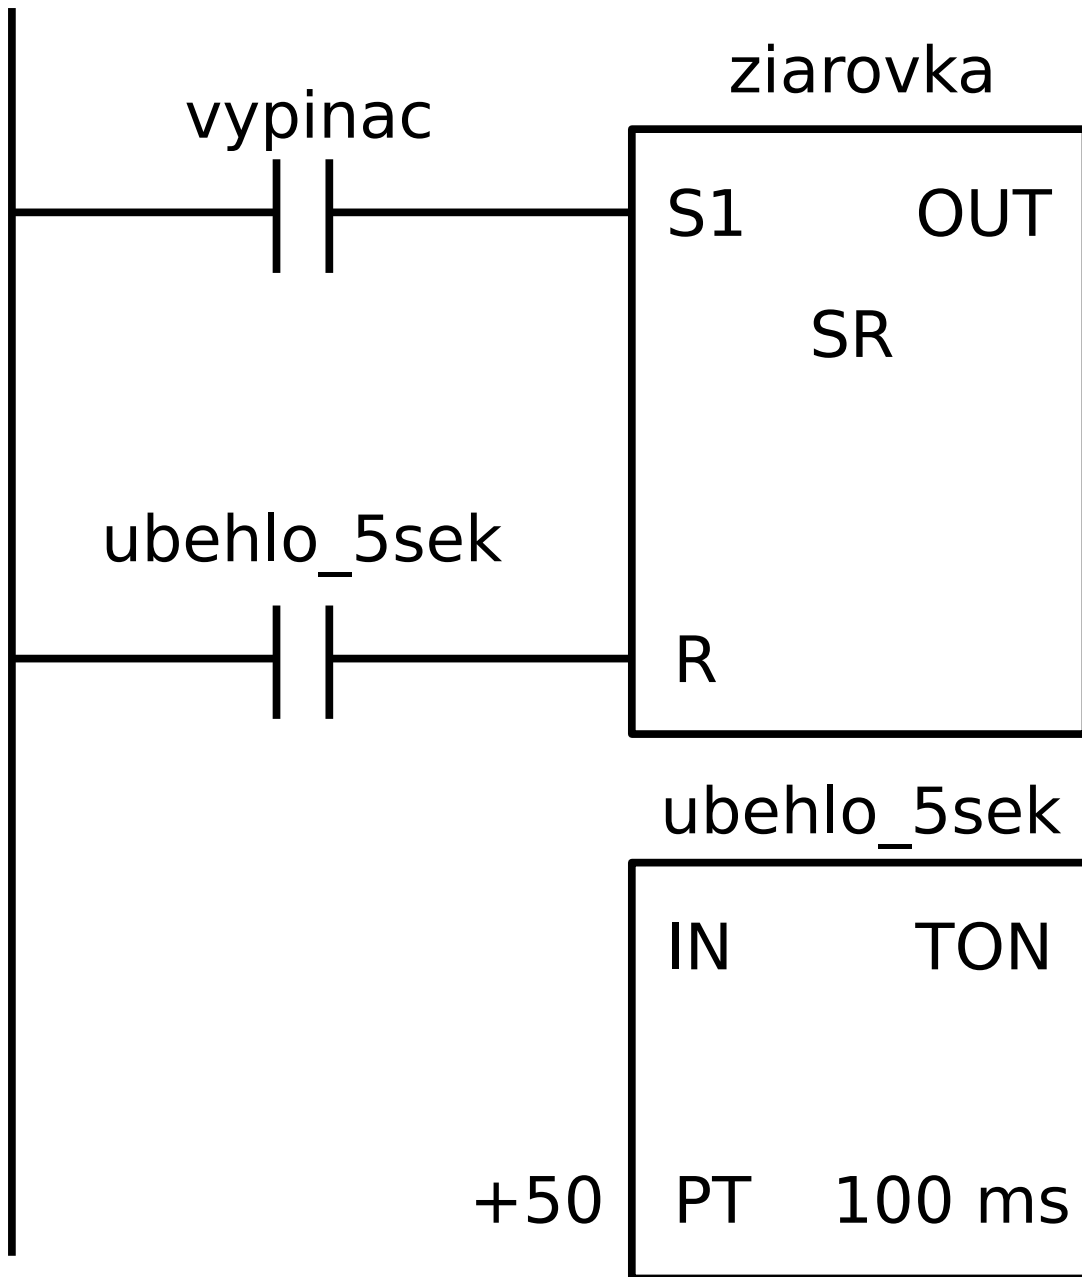 ziarovka
vypinac
S1 OUT
SR
ubehlo_5sek
R
ubehlo_5sek
IN TON
+50 PT 100 ms